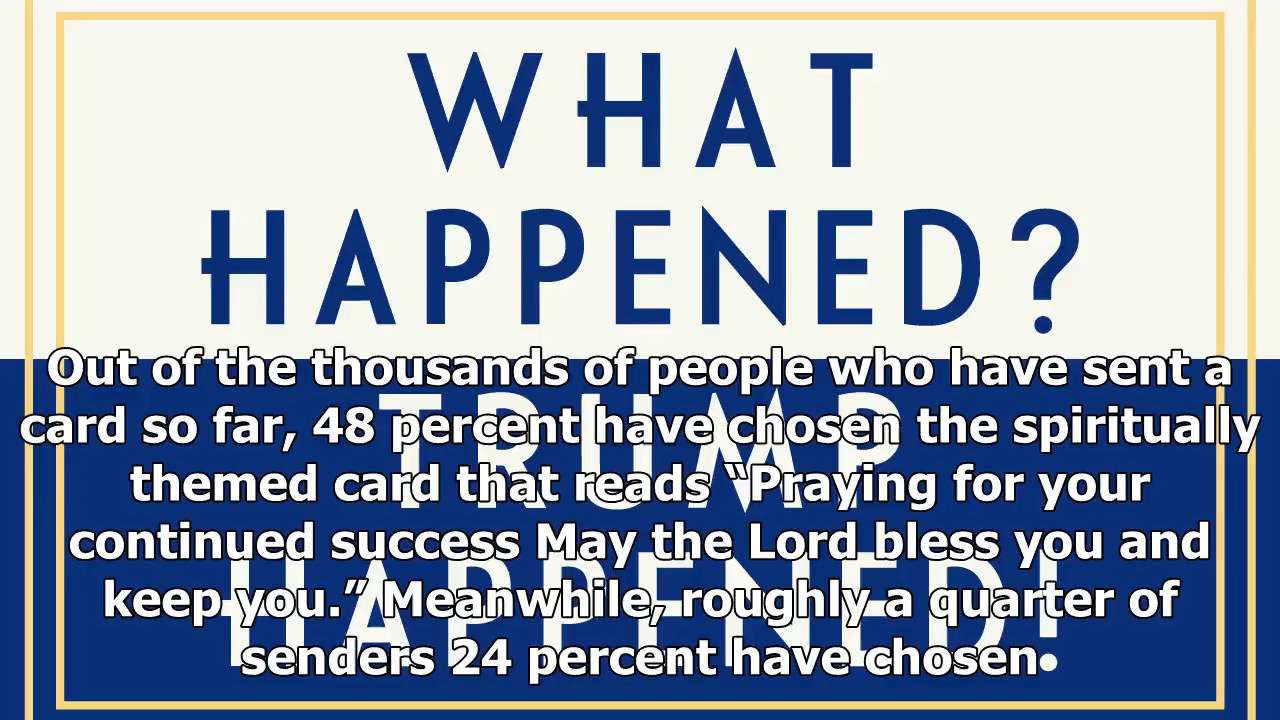 WHAT
HAPPENED?
TRUMP
HAPPENED!
Out of the thousands of people who have sent a
card so far, 48 percent have chosen the spiritually
themed card that reads “Praying for your
continued success May the Lord bless you and
keep you.” Meanwhile, roughly a quarter of
senders 24 percent have chosen